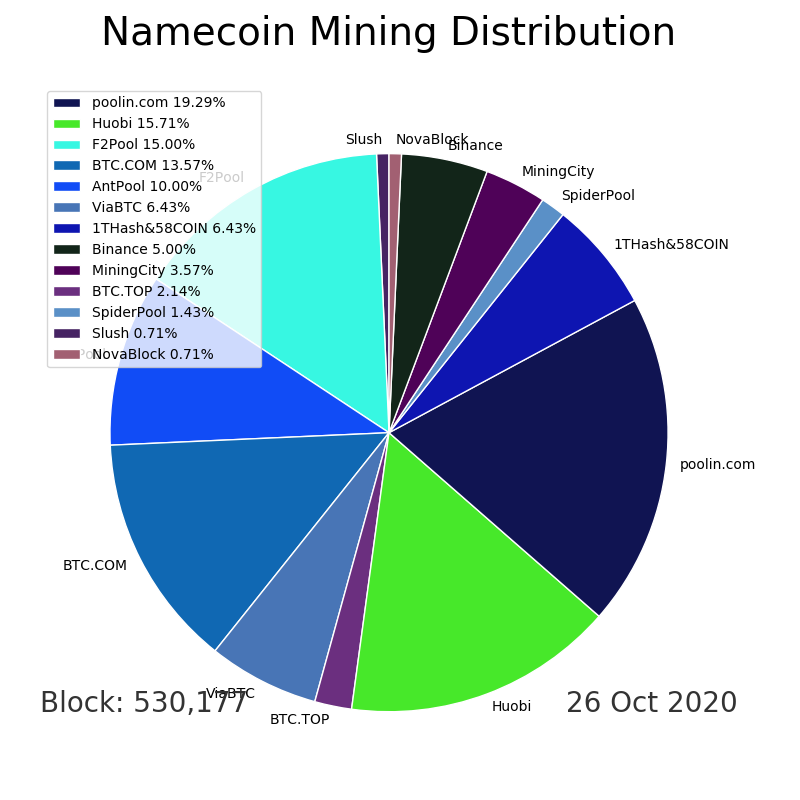 Namecoin Mining Distribution
poolin.com 19.29%
Huobi 15.71%
F2Pool 15.00%
BTC.COM 13.57%
AntPool 10.00%
ViaBTC 6.43%
1THash&58COIN 6.43%
Binance 5.00%
MiningCity 3.57%
BTC.TOP 2.14%
SpiderPool 1.43%
Slush 0.71%
NovaBlock 0.71%
Slush
NovaBlock
Binance
MiningCity
SpiderPool
1THash&58COIN
F2Pool
poolin.com
BTC.COM
ViaBTC
BTC.TOP
Huobi
Block: 530,177
26 Oct 2020